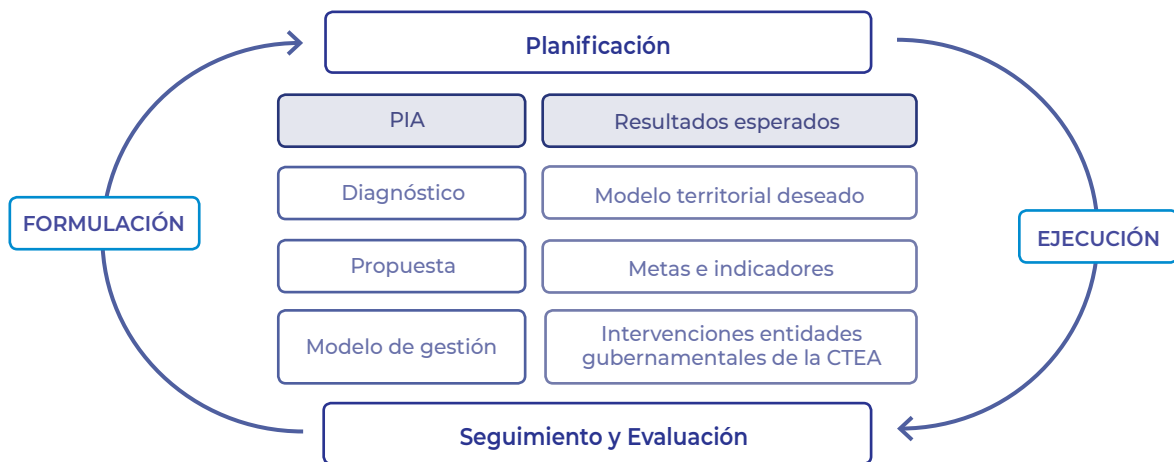 Planificación
PIA
Resultados esperados
Diagnóstico
Modelo territorial deseado
FORMULACIÓN
EJECUCIÓN
Propuesta
Metas e indicadores
Modelo de gestión
Intervenciones entidades
gubernamentales de la CTEA
Seguimiento y Evaluación